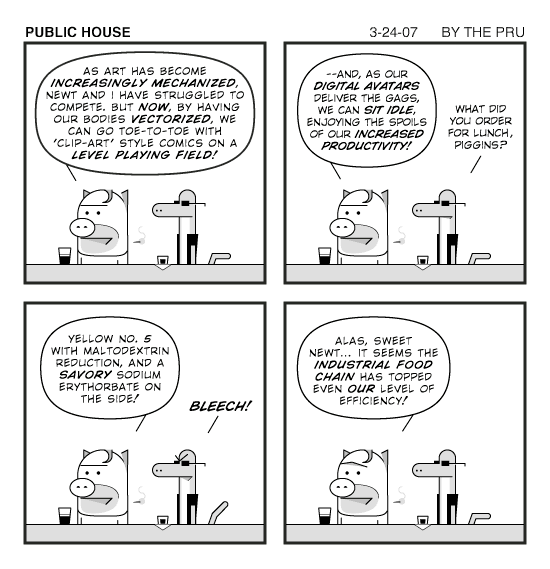 PUBLIC HOUSE 3-24-07 BY THE PRU
AS ART HAS BECOME
INCREASINGLY MECHANIZED,
NEWT AND I HAVE STRUGGLED TO
COMPETE. BUT NOW, BY HAVING
OUR BODIES VECTORIZED, WE
CAN GO TOE-TO-TOE WITH
'CLIP-ART' STYLE COMICS ON A
LEVEL PLAYING FIELD!
--AND, AS OUR
DIGITAL AVATARS
DELIVER THE GAGS,
WE CAN SIT IDLE,
ENJOYING THE SPOILS
OF OUR INCREASED
PRODUCTIVITY!
WHAT DID
YOU ORDER
FOR LUNCH,
PIGGINS?
YELLOW NO. 5
WITH MALTODEXTRIN
REDUCTION, AND A
SAVORY SODIUM
ERYTHORBATE ON
THE SIDE!
BLEECH!
ALAS, SWEET
NEWT... IT SEEMS THE
INDUSTRIAL FOOD
CHAIN HAS TOPPED
EVEN OUR LEVEL OF
EFFICIENCY!